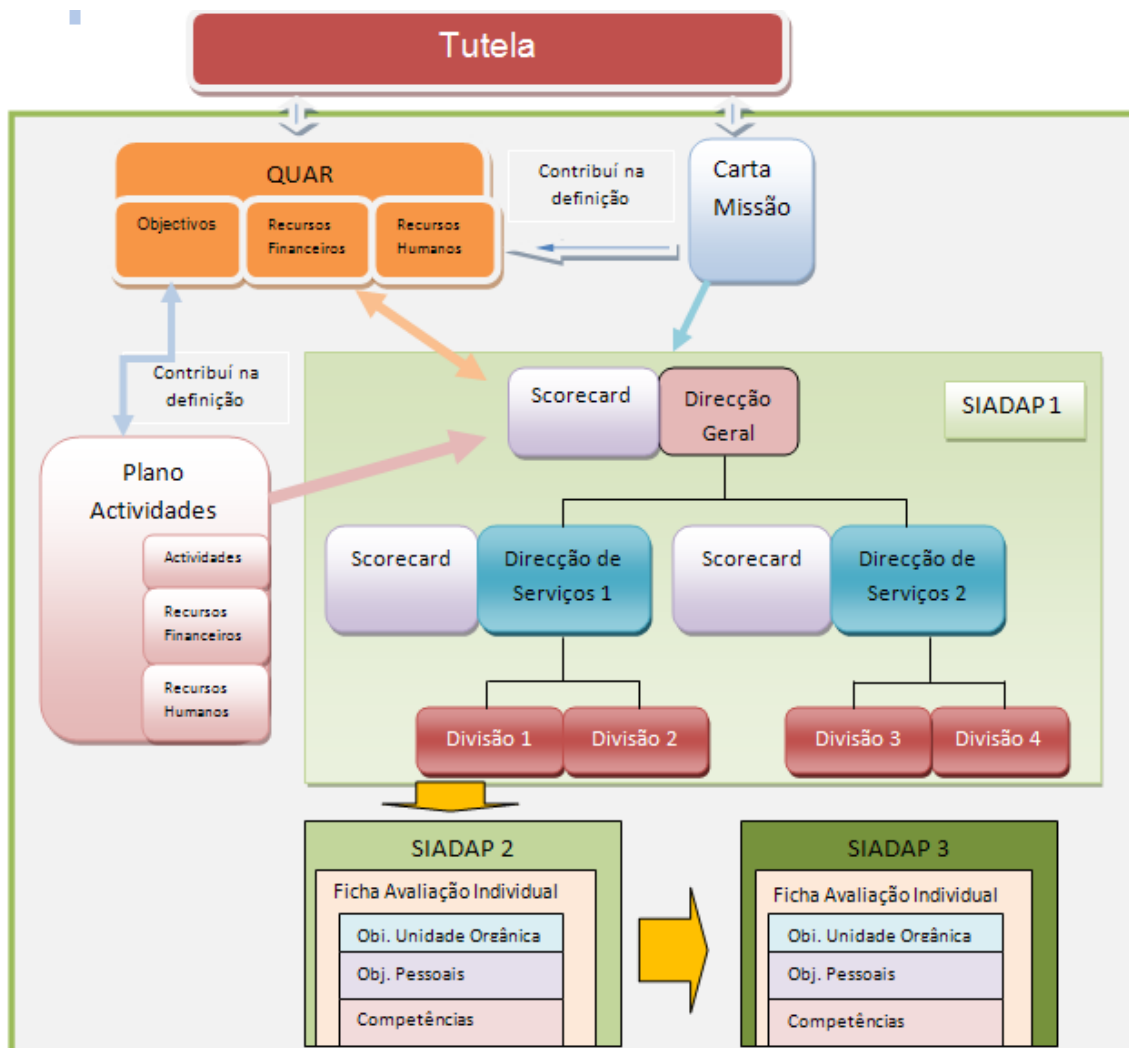 Tutela
QUAR
Objectivos
Recursos
Financeiros
Recursos
Humanos
Contribuí na
definição
Carta
Missão
Contribuí na
definição
Scorecard
Direcção
Geral
SIADAP 1
Plano
Actividades
Actividades
Recursos
Financeiros
Recursos
Humanos
Scorecard
Direcção de
Serviços 1
Scorecard
Direcção de
Serviços 2
Divisão 1
Divisão 2
Divisão 3
Divisão 4
SIADAP 2
Ficha Avaliação Individual
Obi. Unidade Orgânica
Obj. Pessoais
Competências
SIADAP 3
Ficha Avaliação Individual
Obi. Unidade Orgânica
Obj. Pessoais
Competências